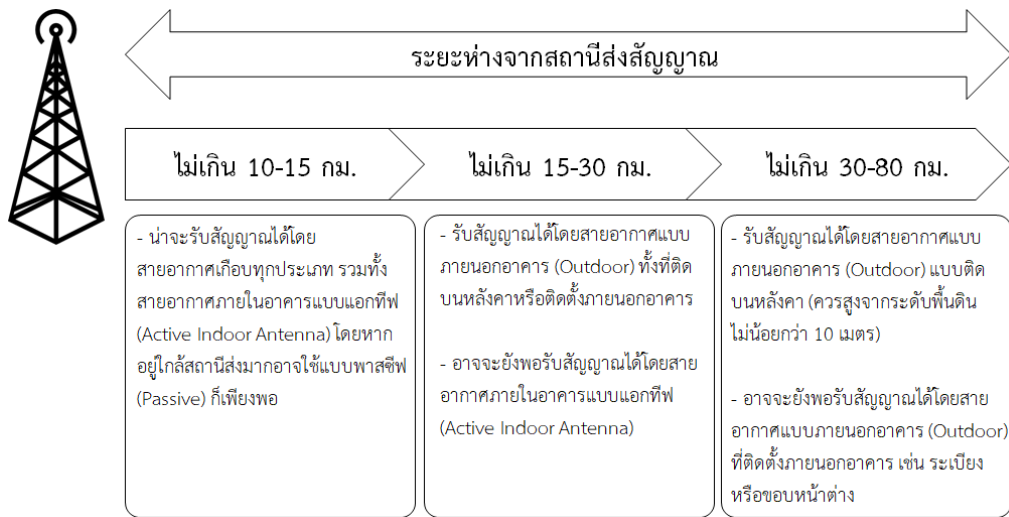 ระยะห่างจากสถานีส่งสัญญาณ
ไม่เกิน 10-15 กม.
ไม่เกิน 15-30 กม.
ไม่เกิน 30-80 กม.
- น่าจะรับสัญญาณได้โดย
สายอากาศเกือบทุกประเภท รวมทั้ง
สายอากาศภายในอาคารแบบแอกทีฟ
(Active Indoor Antenna) โดยหาก
อยู่ใกล้สถานีส่งมากอาจใช้แบบพาสซีฟ
(Passive) ก็เพียงพอ
- รับสัญญาณได้โดยสายอากาศแบบ
ภายนอกอาคาร (Outdoor) ทั้งที่ติด
บนหลังคาหรือติดตั้งภายนอกอาคาร
- อาจจะยังพอรับสัญญาณได้โดยสาย
อากาศภายในอาคารแบบแอกทีฟ
(Active Indoor Antenna)
- รับสัญญาณได้โดยสายอากาศแบบ
ภายนอกอาคาร (Outdoor) แบบติด
บนหลังคา (ควรสูงจากระดับพื้นดิน
ไม่น้อยกว่า 10 เมตร)
- อาจจะยังพอรับสัญญาณได้โดยสาย
อากาศแบบภายนอกอาคาร (Outdoor)
ที่ติดตั้งภายนอกอาคาร เช่น ระเบียง
หรือขอบหน้าต่าง